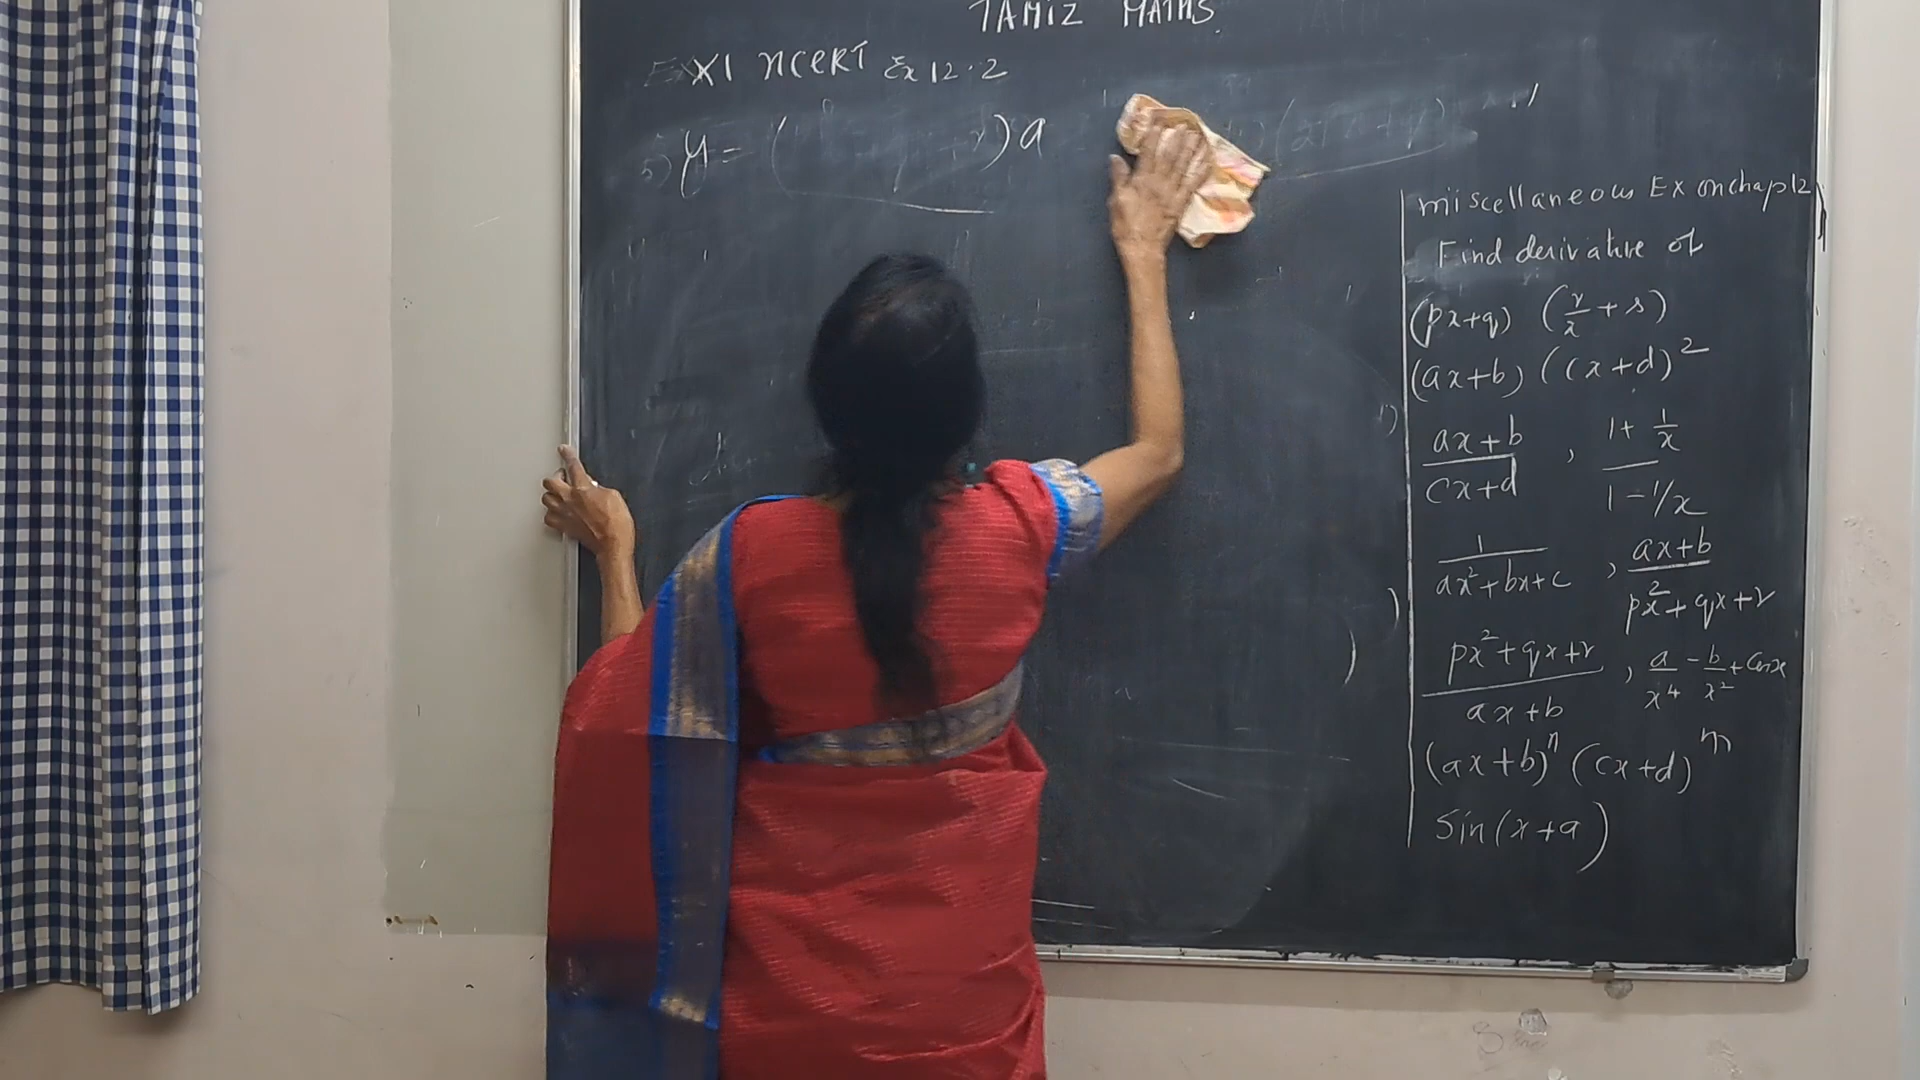 TAMIZ MATHS
XI NCERT Ex 12.2
5) y = ( ) a
miscellaneous Ex on chap 12
Find derivative of
(px+q) (r/x + s)
(ax+b) (cx+d)²
(ax+b)/(cx+d) , (1 + 1/x)/(1 - 1/x)
1/(ax²+bx+c) , (ax+b)/(px²+qx+r)
(px²+qx+r)/(ax+b) , a/x⁴ - b/x² + cosx
(ax+b)ⁿ (cx+d)ᵐ
sin(x+a)